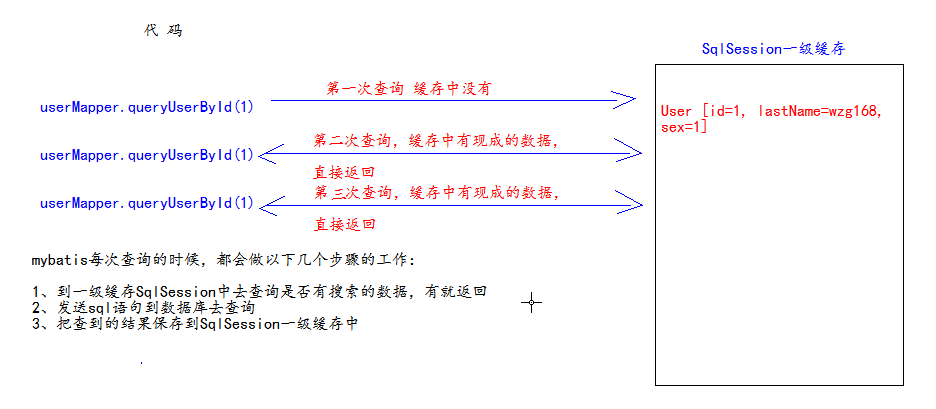 代 码
SqlSession一级缓存
userMapper.queryUserById(1)
第一次查询 缓存中没有
User [id=1, lastName=wzg168,
sex=1]
userMapper.queryUserById(1)
第二次查询，缓存中有现成的数据，
直接返回
userMapper.queryUserById(1)
第三次查询，缓存中有现成的数据，
直接返回
mybatis每次查询的时候，都会做以下几个步骤的工作：
1、到一级缓存SqlSession中去查询是否有搜索的数据，有就返回
2、发送sql语句到数据库去查询
3、把查到的结果保存到SqlSession一级缓存中